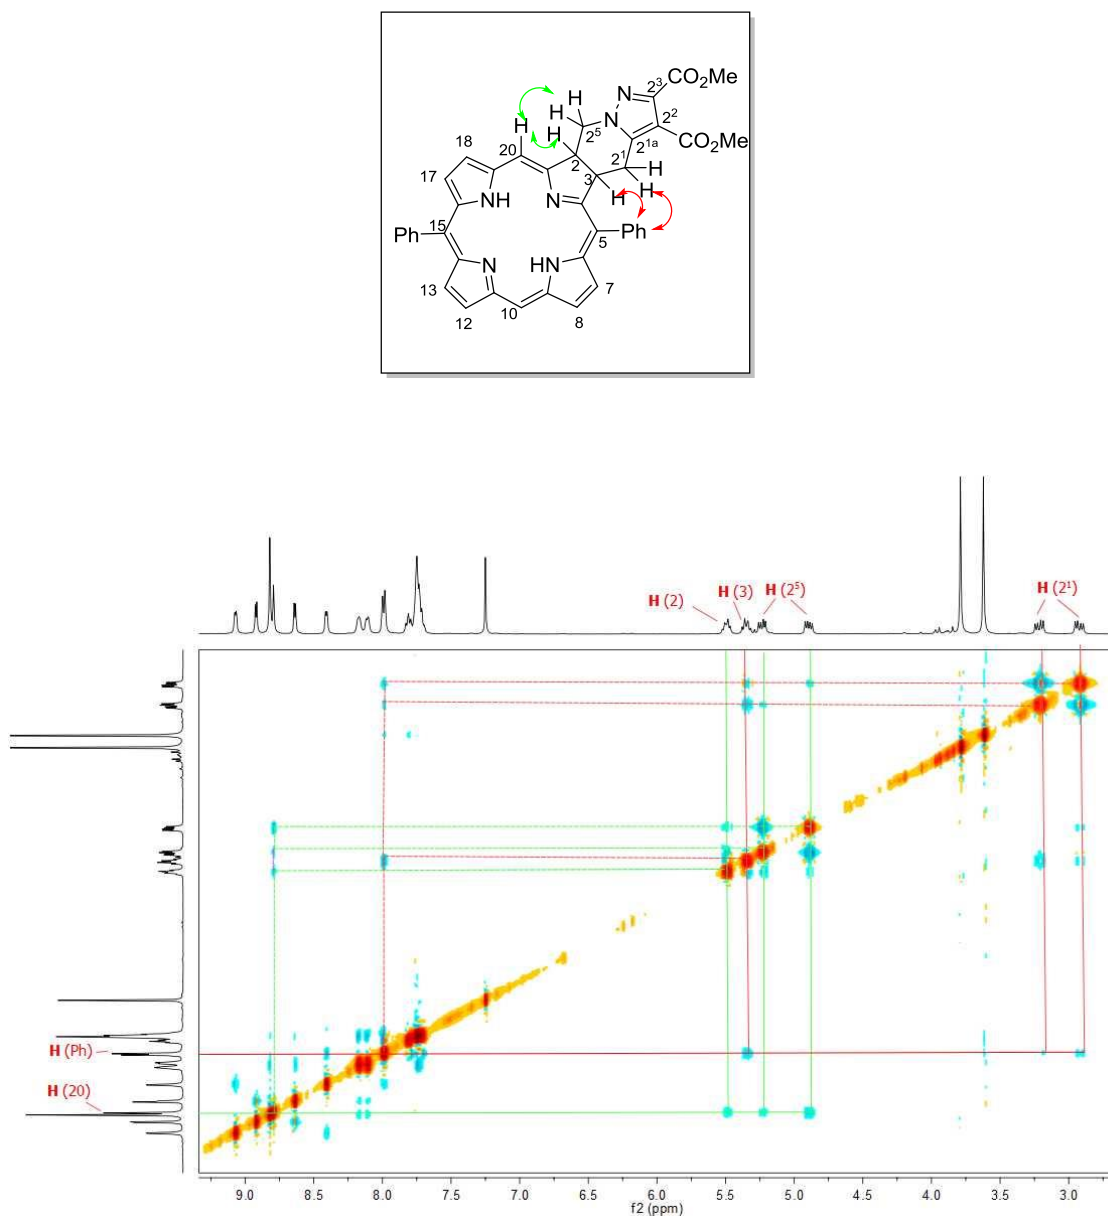 CO₂Me
H
N
2³
H
H
H
2⁵
N
2²
CO₂Me
18
20
2
2¹
2¹ᵃ
H
17
3
H
H
NH
N
Ph
15
Ph
5
N
HN
13
7
12
10
8
H (2)
H (3)
H (2⁵)
H (2¹)
H (Ph)
H (20)
9.0 8.5 8.0 7.5 7.0 6.5 6.0 5.5 5.0 4.5 4.0 3.5 3.0
f2 (ppm)